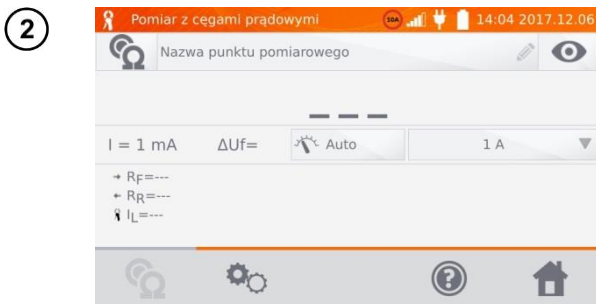 2
Pomiar z cęgami prądowymi 10A 14:04 2017.12.06
Nazwa punktu pomiarowego
--- 
I = 1 mA ΔUf= Auto 1 A
→ RF=---
← RR=---
IL=---
?